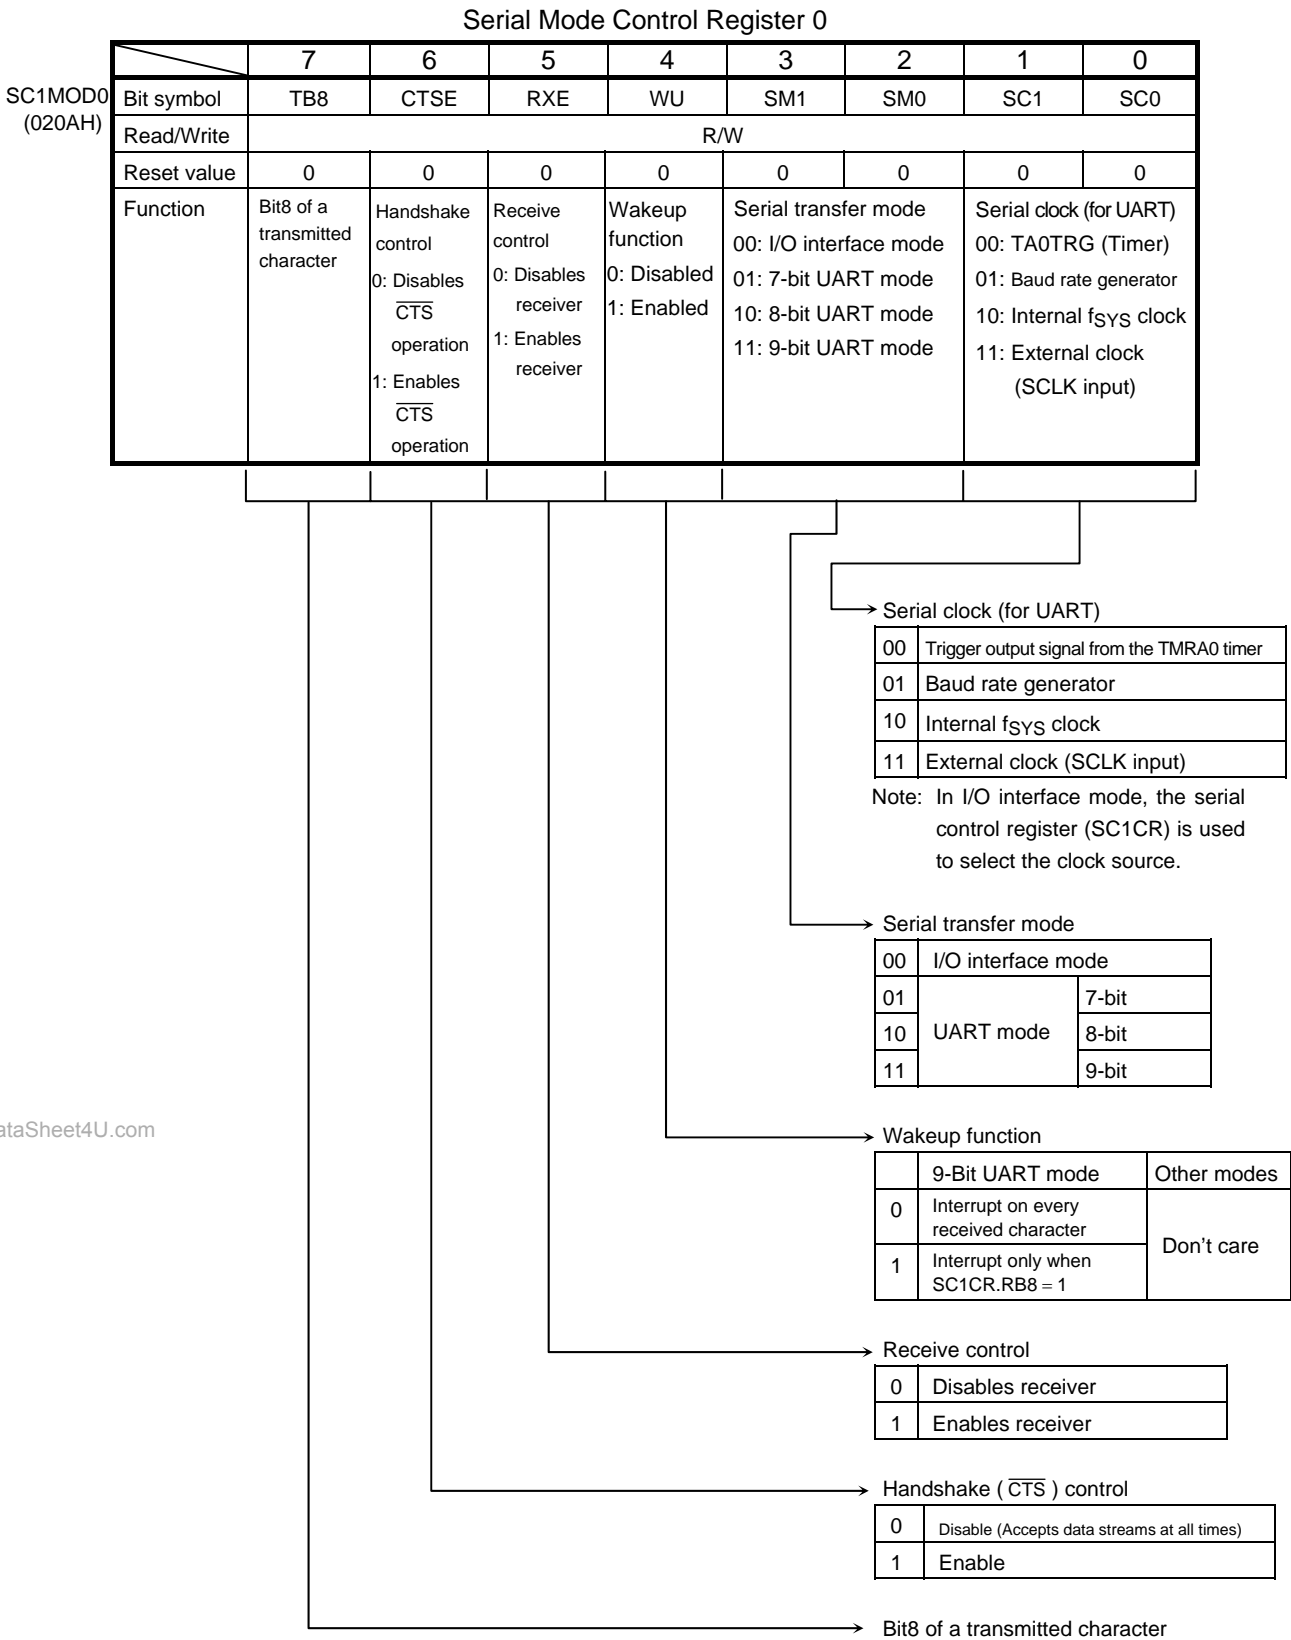 Serial Mode Control Register 0
7 6 5 4 3 2 1 0
SC1MOD0
(020AH)
Bit symbol TB8 CTSE RXE WU SM1 SM0 SC1 SC0
Read/Write R/W
Reset value 0 0 0 0 0 0 0 0
Function
Bit8 of a
transmitted
character
Handshake
control
0: Disables
CTS
operation
1: Enables
CTS
operation
Receive
control
0: Disables
receiver
1: Enables
receiver
Wakeup
function
0: Disabled
1: Enabled
Serial transfer mode
00: I/O interface mode
01: 7-bit UART mode
10: 8-bit UART mode
11: 9-bit UART mode
Serial clock (for UART)
00: TA0TRG (Timer)
01: Baud rate generator
10: Internal fSYS clock
11: External clock
(SCLK input)
Serial clock (for UART)
00 Trigger output signal from the TMRA0 timer
01 Baud rate generator
10 Internal fSYS clock
11 External clock (SCLK input)
Note: In I/O interface mode, the serial
control register (SC1CR) is used
to select the clock source.
Serial transfer mode
00 I/O interface mode
01 7-bit
10 UART mode 8-bit
11 9-bit
ataSheet4U.com
Wakeup function
9-Bit UART mode Other modes
0 Interrupt on every
received character
Don't care
1 Interrupt only when
SC1CR.RB8 = 1
Receive control
0 Disables receiver
1 Enables receiver
Handshake ( CTS ) control
0 Disable (Accepts data streams at all times)
1 Enable
Bit8 of a transmitted character